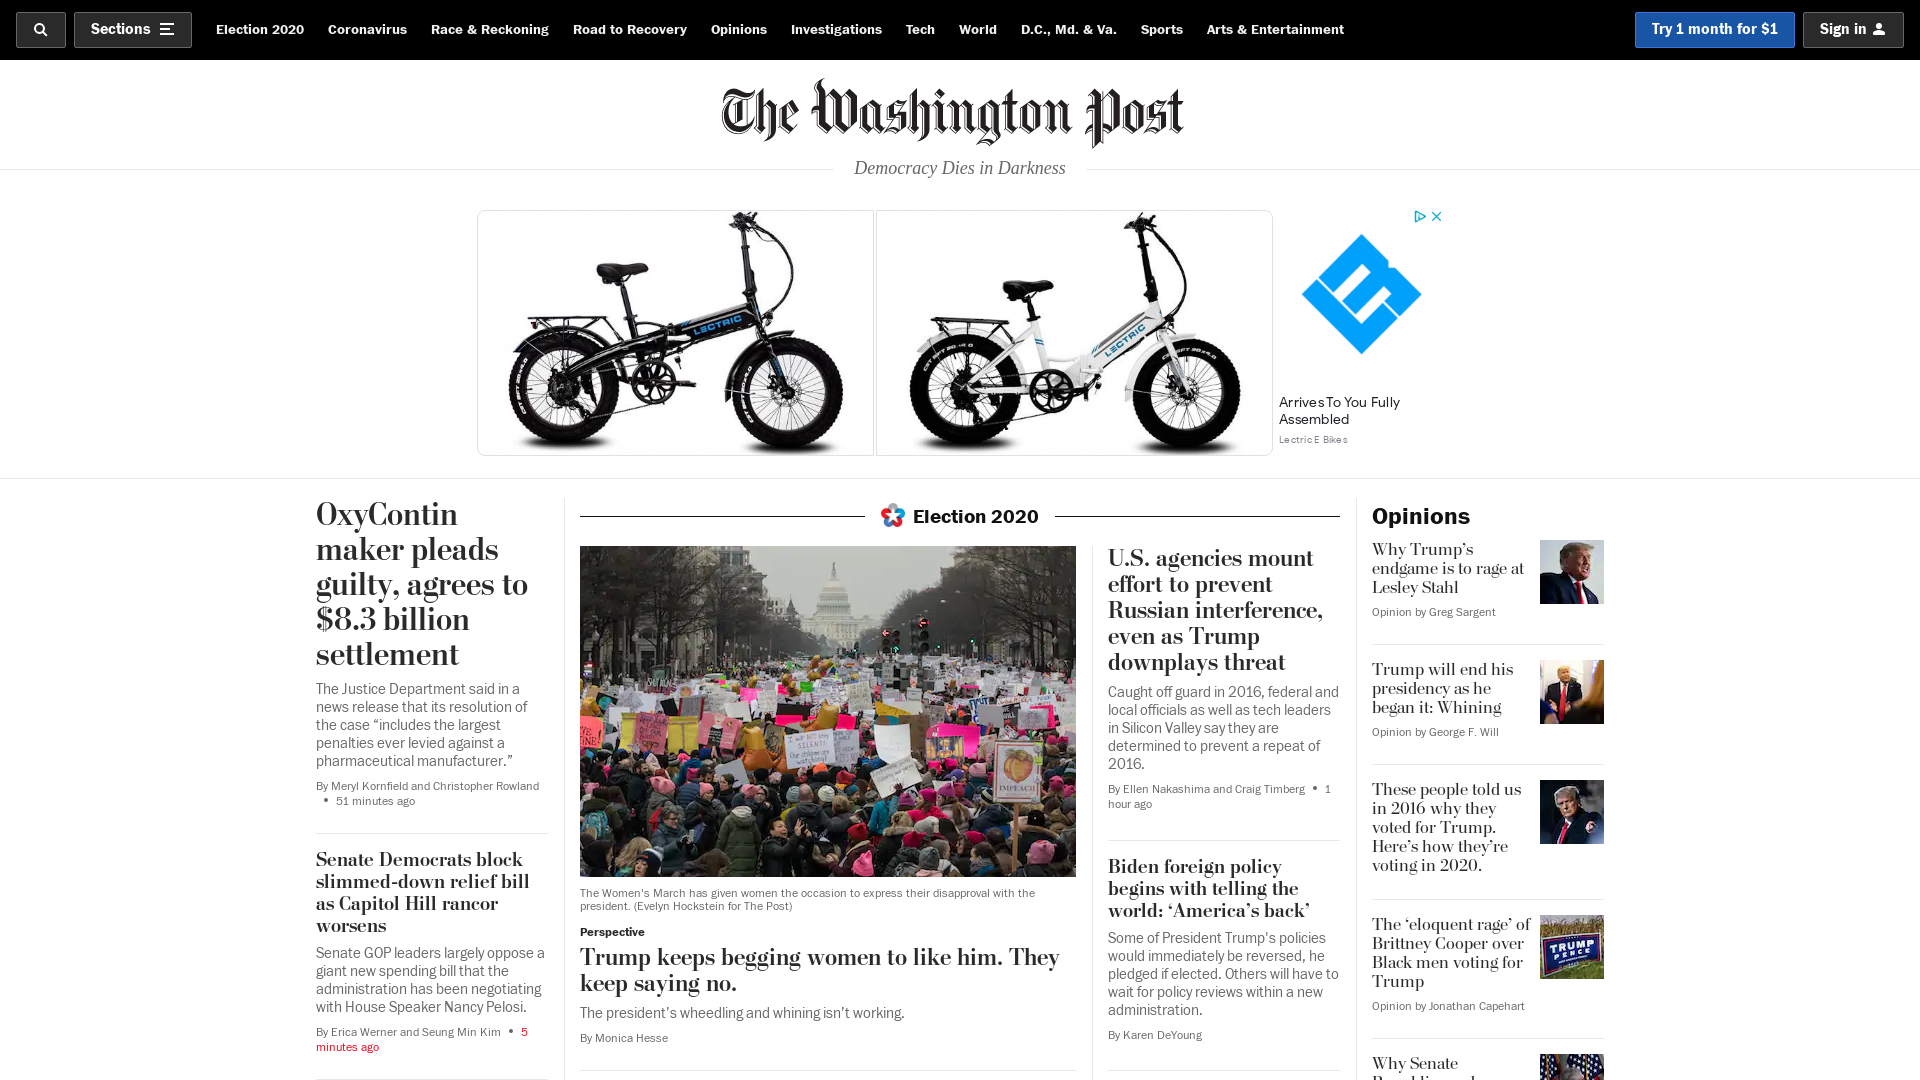 Sections
Election 2020
Coronavirus
Race & Reckoning
Road to Recovery
Opinions
Investigations
Tech
World
D.C., Md. & Va.
Sports
Arts & Entertainment
Try 1 month for $1
Sign in
The Washington Post
Democracy Dies in Darkness
LECTRIC
LECTRIC
Arrives To You Fully
Assembled
Lectric E Bikes
OxyContin
maker pleads
guilty, agrees to
$8.3 billion
settlement
The Justice Department said in a
news release that its resolution of
the case “includes the largest
penalties ever levied against a
pharmaceutical manufacturer.”
By Meryl Kornfield and Christopher Rowland
• 51 minutes ago
Senate Democrats block
slimmed-down relief bill
as Capitol Hill rancor
worsens
Senate GOP leaders largely oppose a
giant new spending bill that the
administration has been negotiating
with House Speaker Nancy Pelosi.
By Erica Werner and Seung Min Kim • 5
minutes ago
Election 2020
IMPEACH
The Women's March has given women the occasion to express their disapproval with the
president. (Evelyn Hockstein for The Post)
Perspective
Trump keeps begging women to like him. They
keep saying no.
The president’s wheedling and whining isn’t working.
By Monica Hesse
U.S. agencies mount
effort to prevent
Russian interference,
even as Trump
downplays threat
Caught off guard in 2016, federal and
local officials as well as tech leaders
in Silicon Valley say they are
determined to prevent a repeat of
2016.
By Ellen Nakashima and Craig Timberg • 1
hour ago
Biden foreign policy
begins with telling the
world: ‘America’s back’
Some of President Trump's policies
would immediately be reversed, he
pledged if elected. Others will have to
wait for policy reviews within a new
administration.
By Karen DeYoung
Opinions
Why Trump’s
endgame is to rage at
Lesley Stahl
Opinion by Greg Sargent
Trump will end his
presidency as he
began it: Whining
Opinion by George F. Will
These people told us
in 2016 why they
voted for Trump.
Here’s how they’re
voting in 2020.
The ‘eloquent rage’ of
Brittney Cooper over
Black men voting for
Trump
Opinion by Jonathan Capehart
TRUMP
PENCE
Why Senate